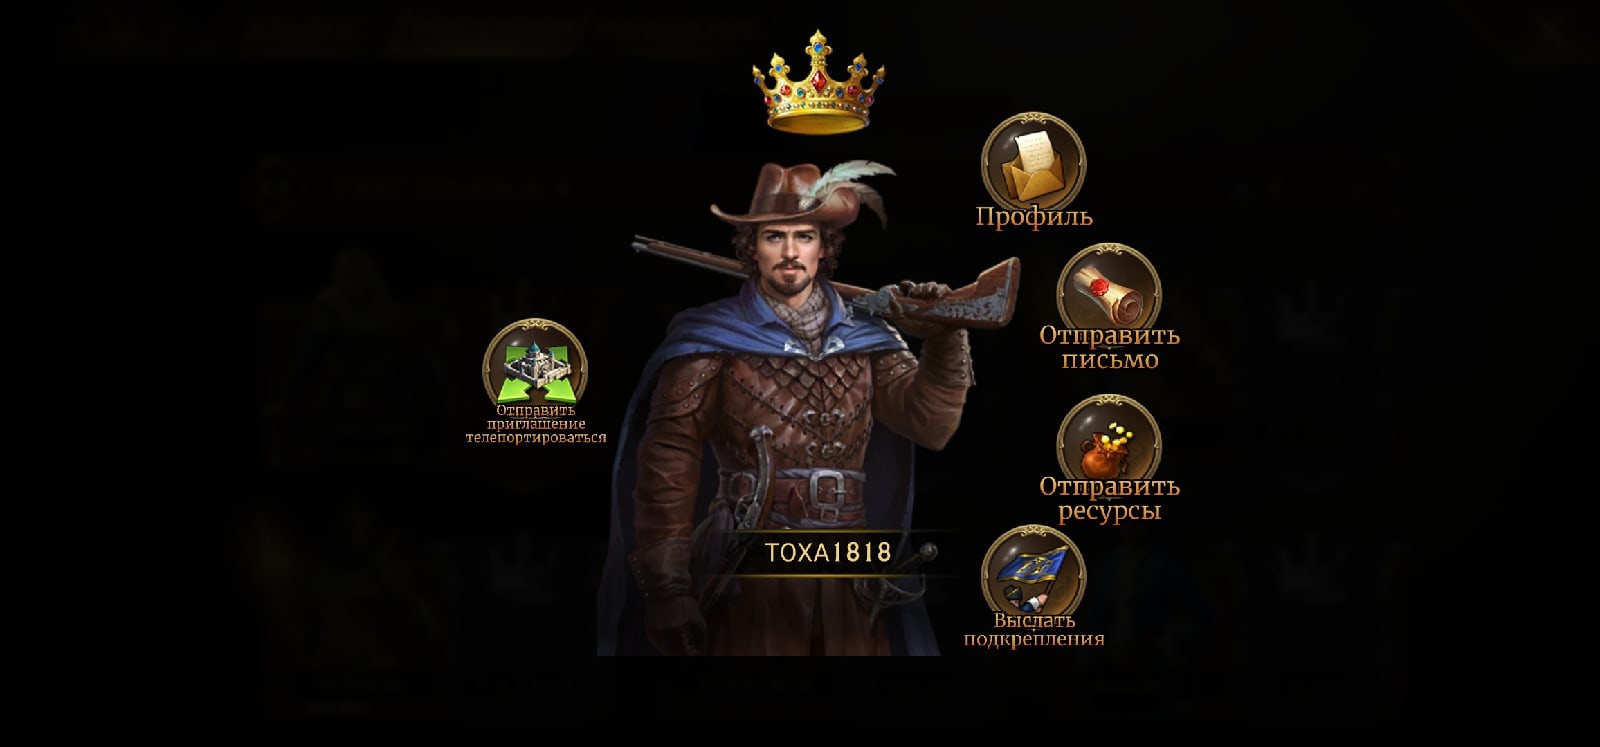 Профиль
Отправить
письмо
Отправить
приглашение
телепортироваться
Отправить
ресурсы
TOXA1818
Выслать
подкрепления